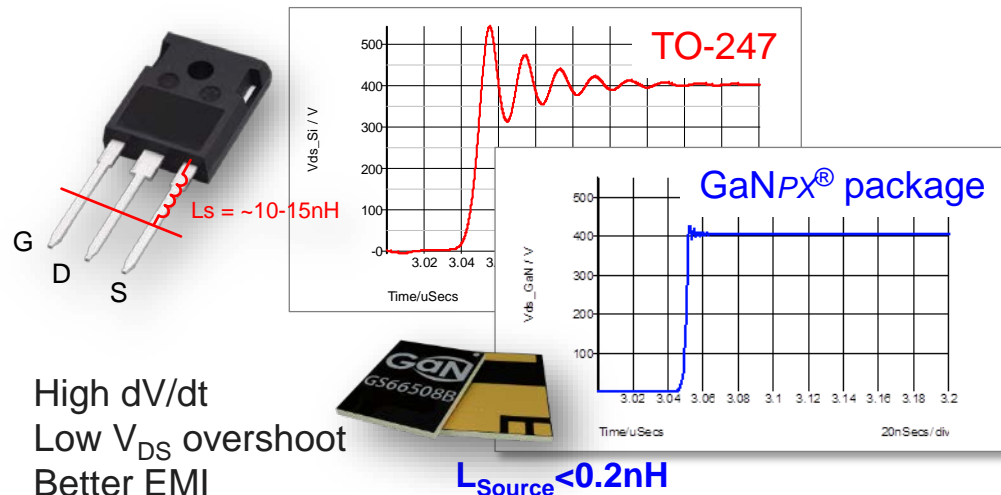 TO-247
500
400
300
200
100
-0
Vds_Si / V
3.02 3.04 3.
Time/uSecs
Ls = ~10-15nH
G
D
S
GaNPX® package
500
400
300
200
100
Vds_GaN / V
3.02 3.04 3.06 3.08 3.1 3.12 3.14 3.16 3.18 3.2
Time/uSecs 20nSecs/div
GaN
GS66508B
High dV/dt
Low VDS overshoot
Better EMI
LSource<0.2nH